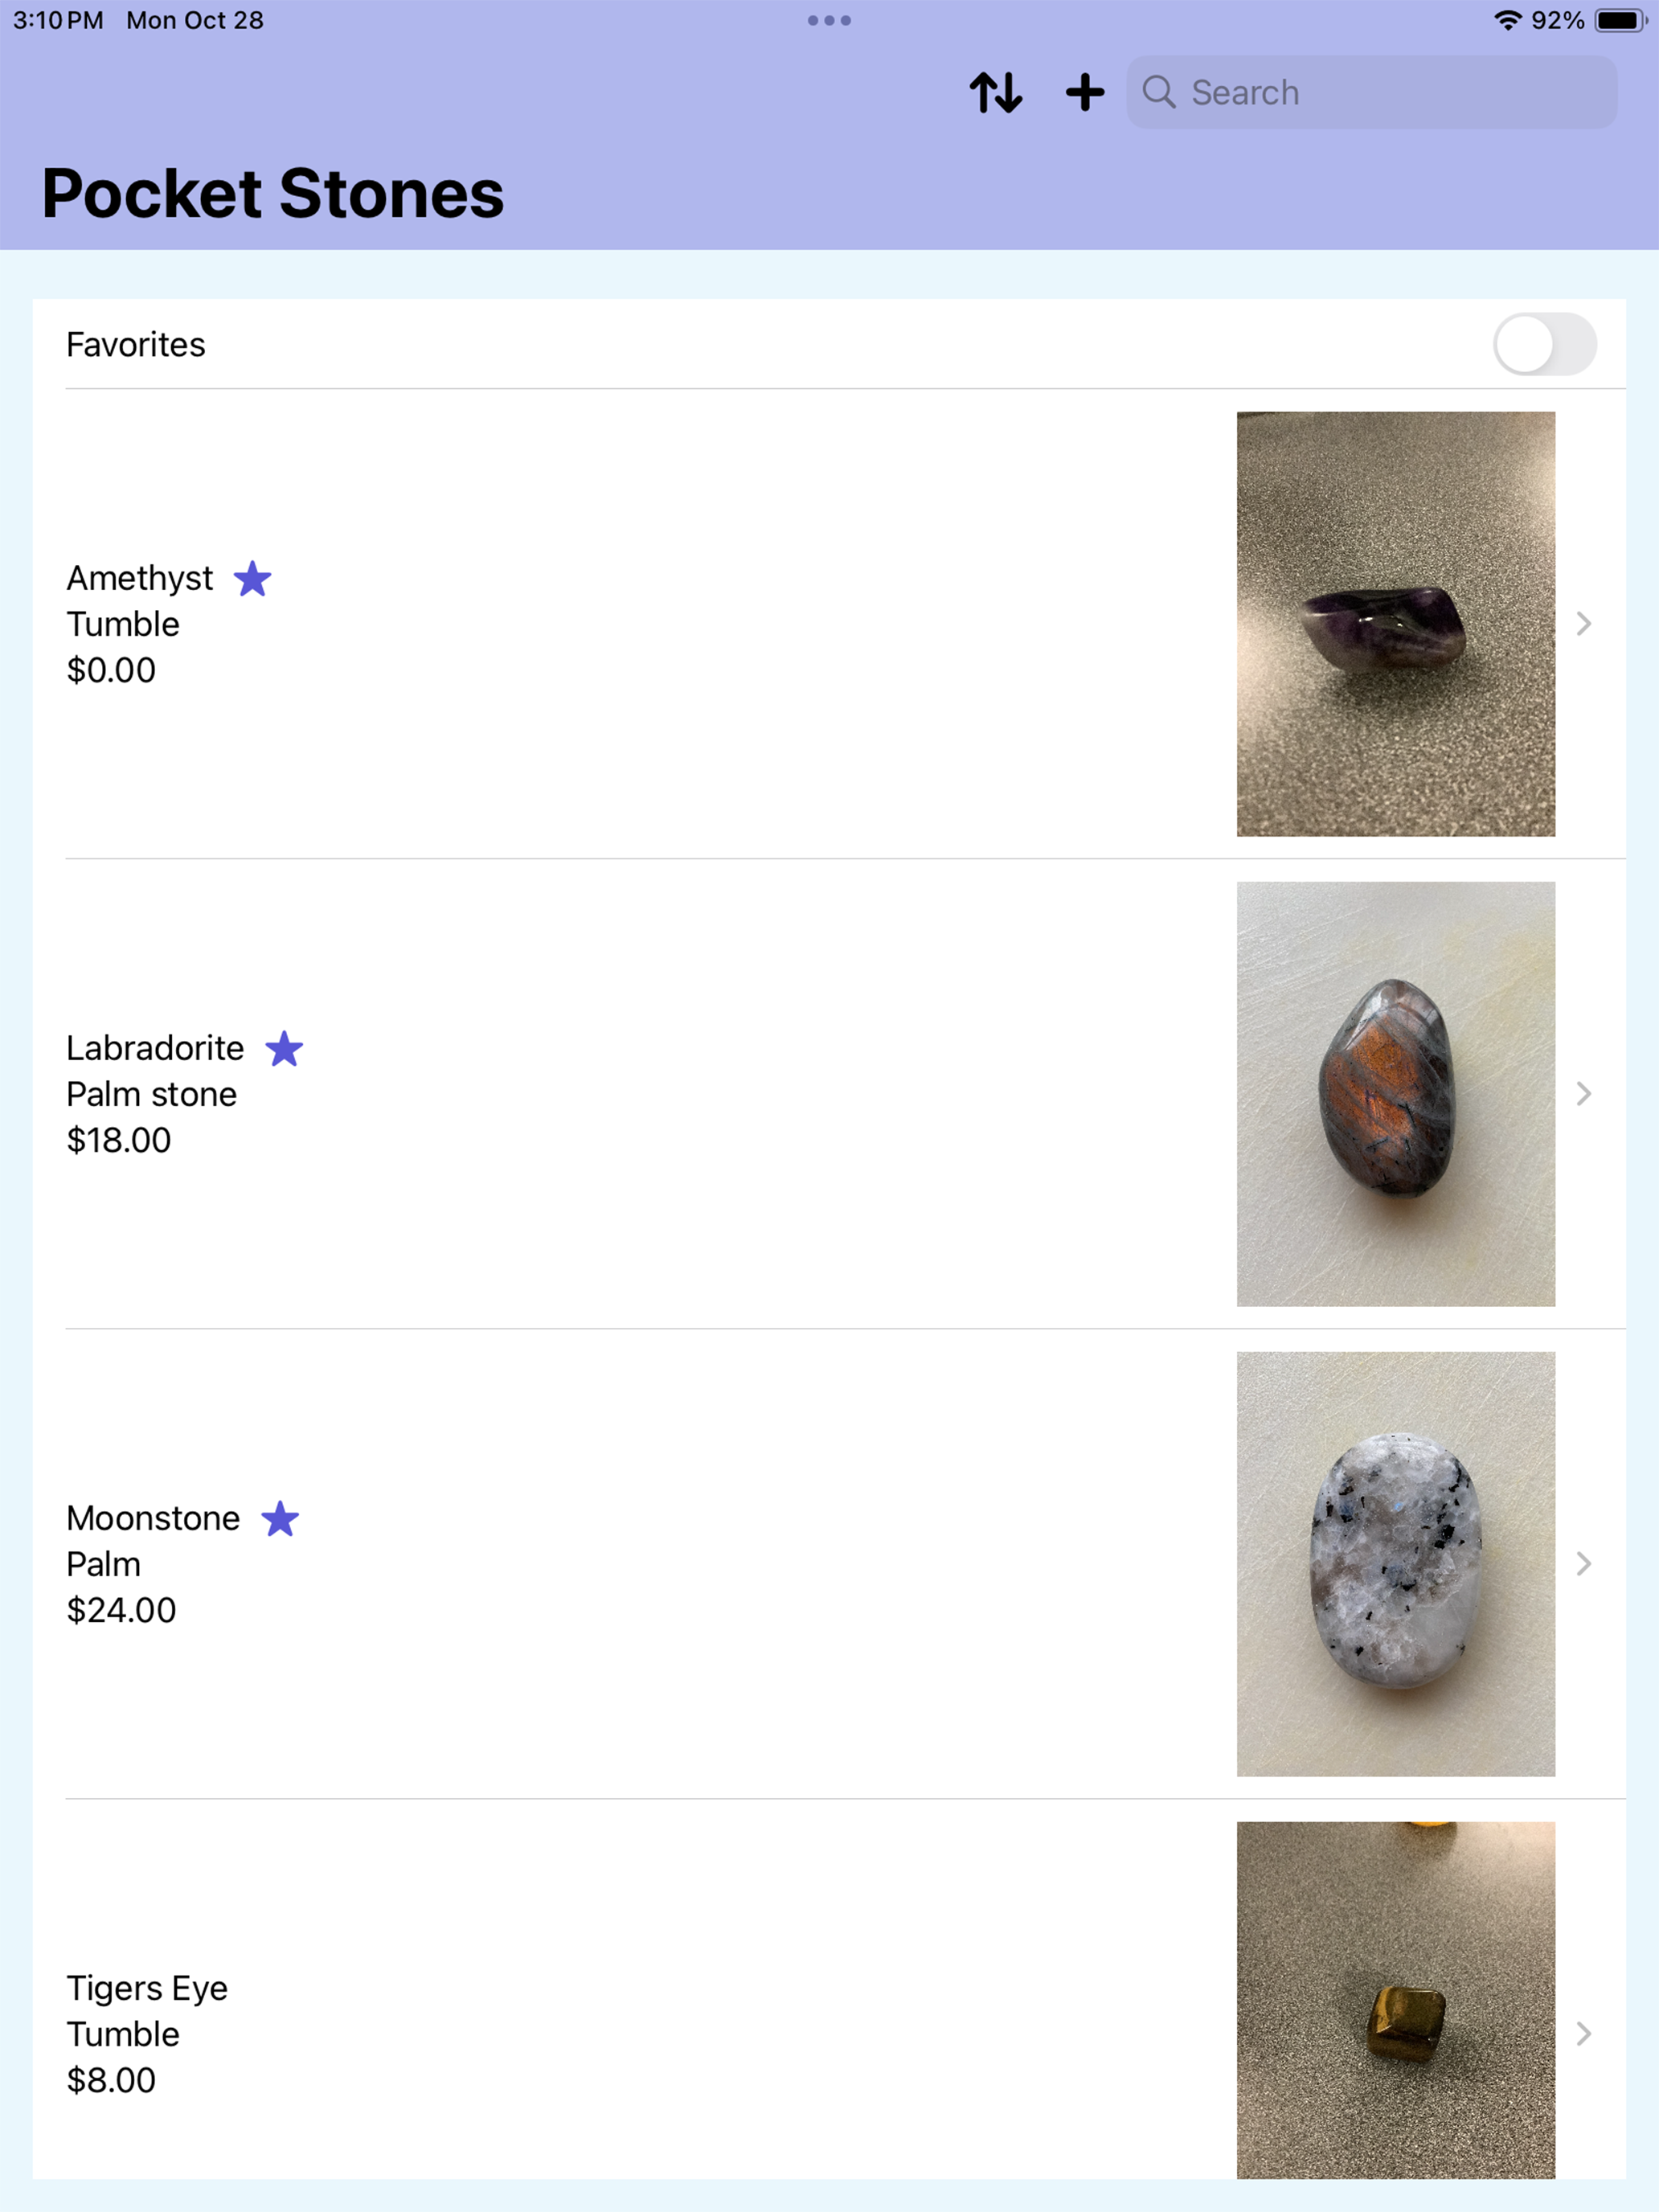 3:10 PM Mon Oct 28 92%
Search
Pocket Stones
Favorites
Amethyst
Tumble
$0.00
Labradorite
Palm stone
$18.00
Moonstone
Palm
$24.00
Tigers Eye
Tumble
$8.00